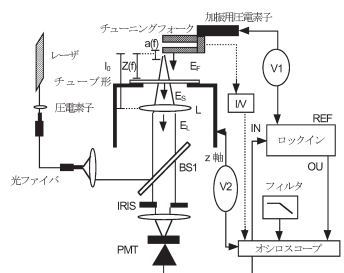 チューニングフォーク
加振用圧電素子
a(f)
I₀
Z(f)
E_F
レーザ
チューブ形
V1
I/V
E_S
L
圧電素子
E_L
IN
REF
ロックイン
OU
z 軸
BS1
V2
フィルタ
光ファイバ
IRIS
オシロスコープ
PMT